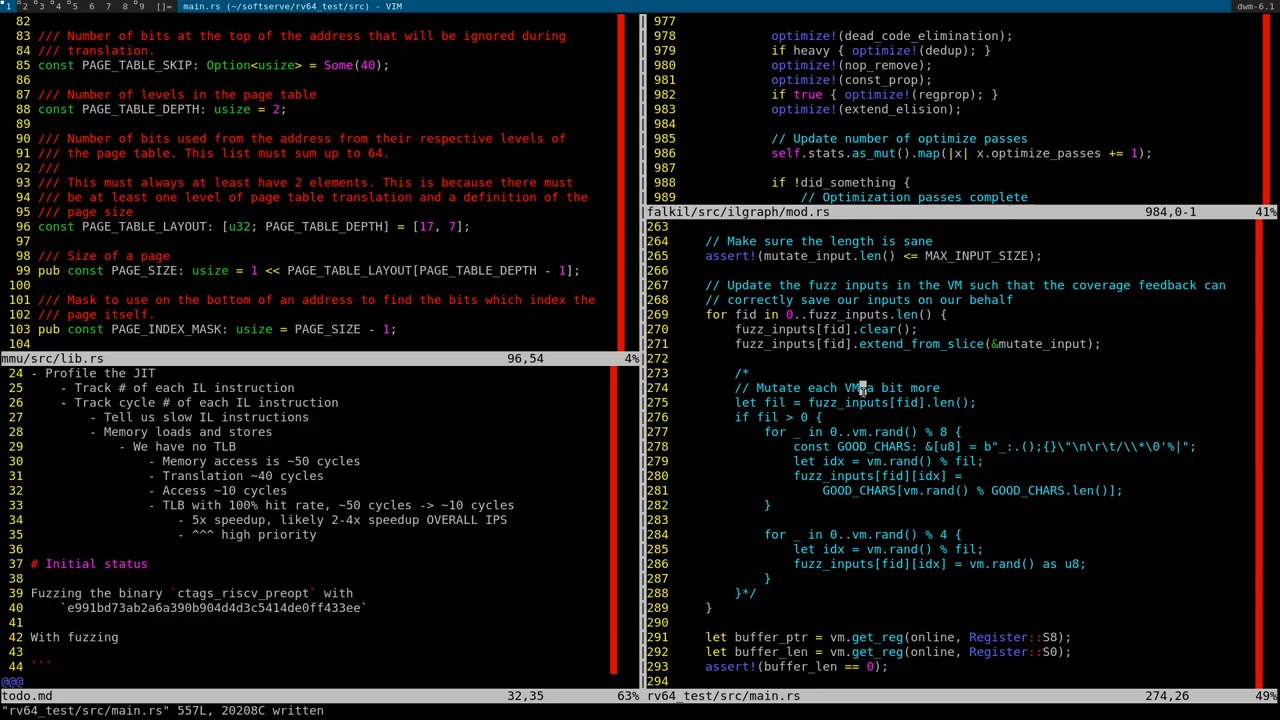 1 2 3 4 5 6 7 8 9 []= main.rs (~/softserve/rv64_test/src) - VIM dwm-6.1
82
83 /// Number of bits at the top of the address that will be ignored during
84 /// translation.
85 const PAGE_TABLE_SKIP: Option<usize> = Some(40);
86
87 /// Number of levels in the page table
88 const PAGE_TABLE_DEPTH: usize = 2;
89
90 /// Number of bits used from the address from their respective levels of
91 /// the page table. This list must sum up to 64.
92 ///
93 /// This must always at least have 2 elements. This is because there must
94 /// be at least one level of page table translation and a definition of the
95 /// page size
96 const PAGE_TABLE_LAYOUT: [u32; PAGE_TABLE_DEPTH] = [17, 7];
97
98 /// Size of a page
99 pub const PAGE_SIZE: usize = 1 << PAGE_TABLE_LAYOUT[PAGE_TABLE_DEPTH - 1];
100
101 /// Mask to use on the bottom of an address to find the bits which index the
102 /// page itself.
103 pub const PAGE_INDEX_MASK: usize = PAGE_SIZE - 1;
104
mmu/src/lib.rs 96,54 4%
24 - Profile the JIT
25     - Track # of each IL instruction
26     - Track cycle # of each IL instruction
27         - Tell us slow IL instructions
28         - Memory loads and stores
29             - We have no TLB
30                 - Memory access is ~50 cycles
31                 - Translation ~40 cycles
32                 - Access ~10 cycles
33                 - TLB with 100% hit rate, ~50 cycles -> ~10 cycles
34                     - 5x speedup, likely 2-4x speedup OVERALL IPS
35                     - ^^^ high priority
36
37 # Initial status
38
39 Fuzzing the binary `ctags_riscv_preopt` with
40     `e991bd73ab2a6a390b904d4d3c5414de0ff433ee`
41
42 With fuzzing
43
44 ```
@@@
todo.md 32,35 63%
977
978 optimize!(dead_code_elimination);
979 if heavy { optimize!(dedup); }
980 optimize!(nop_remove);
981 optimize!(const_prop);
982 if true { optimize!(regprop); }
983 optimize!(extend_elision);
984
985 // Update number of optimize passes
986 self.stats.as_mut().map(|x| x.optimize_passes += 1);
987
988 if !did_something {
989     // Optimization passes complete
falkil/src/ilgraph/mod.rs 984,0-1 41%
263
264 // Make sure the length is sane
265 assert!(mutate_input.len() <= MAX_INPUT_SIZE);
266
267 // Update the fuzz inputs in the VM such that the coverage feedback can
268 // correctly save our inputs on our behalf
269 for fid in 0..fuzz_inputs.len() {
270     fuzz_inputs[fid].clear();
271     fuzz_inputs[fid].extend_from_slice(&mutate_input);
272
273     /*
274     // Mutate each VM a bit more
275     let fil = fuzz_inputs[fid].len();
276     if fil > 0 {
277         for _ in 0..vm.rand() % 8 {
278             const GOOD_CHARS: &[u8] = b"_:.();{}\"\n\r\t/\\*\0'%|";
279             let idx = vm.rand() % fil;
280             fuzz_inputs[fid][idx] =
281                 GOOD_CHARS[vm.rand() % GOOD_CHARS.len()];
282         }
283
284         for _ in 0..vm.rand() % 4 {
285             let idx = vm.rand() % fil;
286             fuzz_inputs[fid][idx] = vm.rand() as u8;
287         }
288     }*/
289 }
290
291 let buffer_ptr = vm.get_reg(online, Register::S8);
292 let buffer_len = vm.get_reg(online, Register::S0);
293 assert!(buffer_len == 0);
294
rv64_test/src/main.rs 274,26 49%
"rv64_test/src/main.rs" 557L, 20208C written